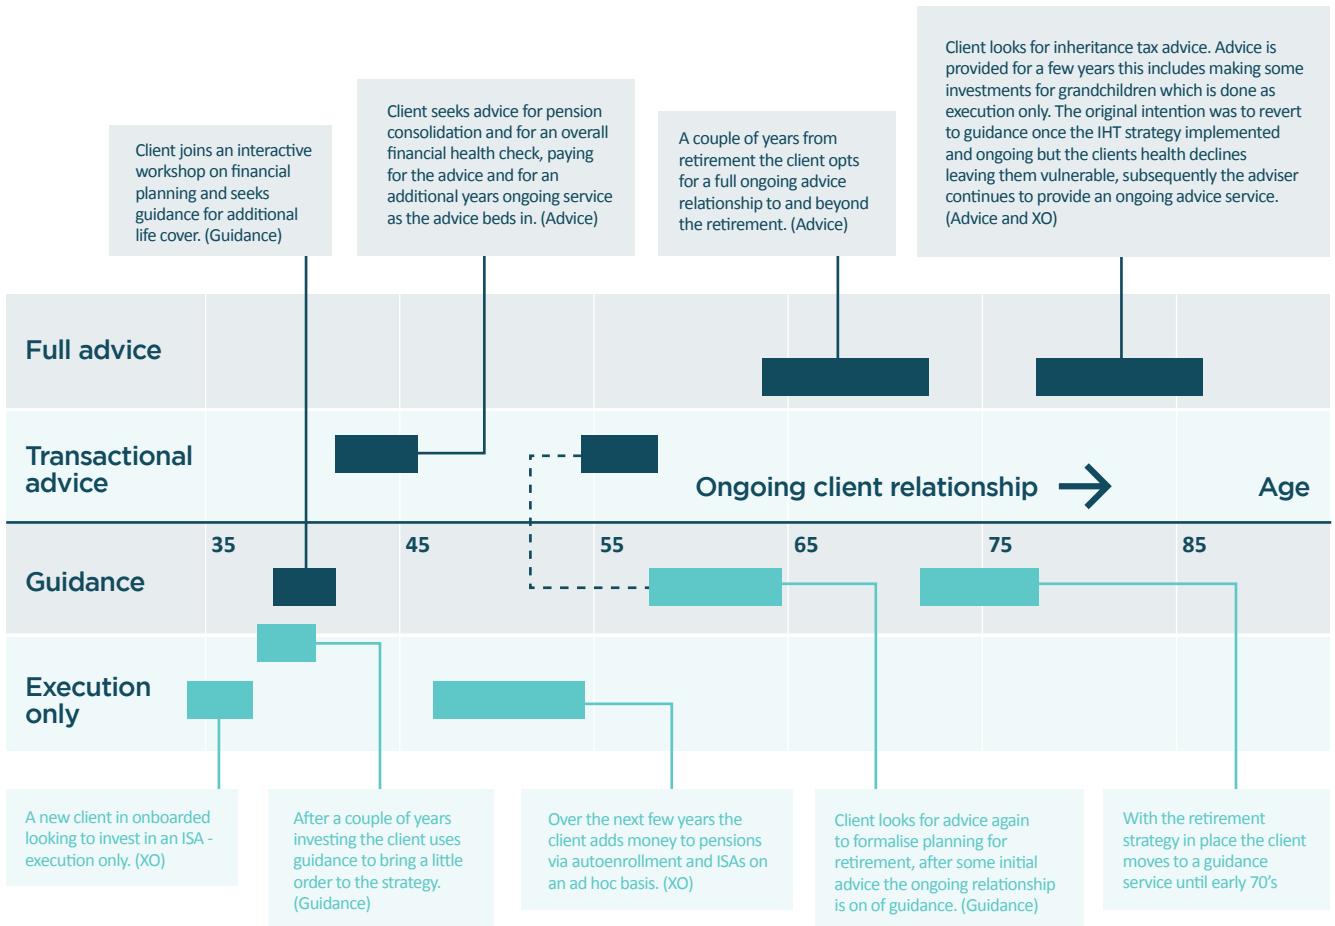 Client joins an interactive
workshop on financial
planning and seeks
guidance for additional
life cover. (Guidance)
Client seeks advice for pension
consolidation and for an overall
financial health check, paying
for the advice and for an
additional years ongoing service
as the advice beds in. (Advice)
A couple of years from
retirement the client opts
for a full ongoing advice
relationship to and beyond
the retirement. (Advice)
Client looks for inheritance tax advice. Advice is
provided for a few years this includes making some
investments for grandchildren which is done as
execution only. The original intention was to revert
to guidance once the IHT strategy implemented
and ongoing but the clients health declines
leaving them vulnerable, subsequently the adviser
continues to provide an ongoing advice service.
(Advice and XO)
Full advice
Transactional
advice
Ongoing client relationship
Age
35
45
55
65
75
85
Guidance
Execution
only
A new client in onboarded
looking to invest in an ISA -
execution only. (XO)
After a couple of years
investing the client uses
guidance to bring a little
order to the strategy.
(Guidance)
Over the next few years the
client adds money to pensions
via autoenrollment and ISAs on
an ad hoc basis. (XO)
Client looks for advice again
to formalise planning for
retirement, after some initial
advice the ongoing relationship
is on of guidance. (Guidance)
With the retirement
strategy in place the client
moves to a guidance
service until early 70's